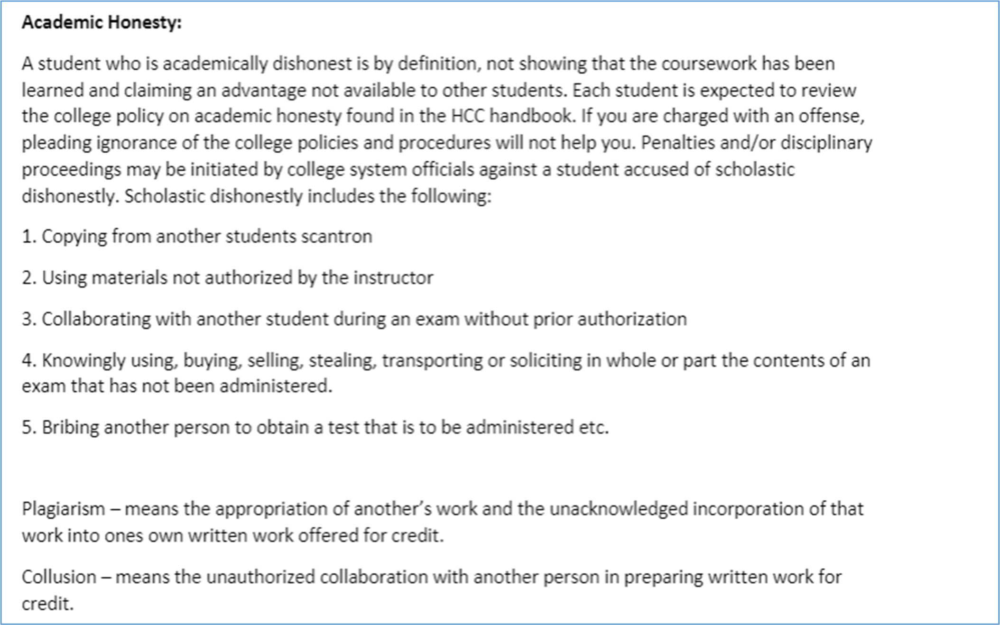 Academic Honesty:
A student who is academically dishonest is by definition, not showing that the coursework has been
learned and claiming an advantage not available to other students. Each student is expected to review
the college policy on academic honesty found in the HCC handbook. If you are charged with an offense,
pleading ignorance of the college policies and procedures will not help you. Penalties and/or disciplinary
proceedings may be initiated by college system officials against a student accused of scholastic
dishonestly. Scholastic dishonestly includes the following:
1. Copying from another students scantron
2. Using materials not authorized by the instructor
3. Collaborating with another student during an exam without prior authorization
4. Knowingly using, buying, selling, stealing, transporting or soliciting in whole or part the contents of an
exam that has not been administered.
5. Bribing another person to obtain a test that is to be administered etc.
Plagiarism – means the appropriation of another’s work and the unacknowledged incorporation of that
work into ones own written work offered for credit.
Collusion – means the unauthorized collaboration with another person in preparing written work for
credit.